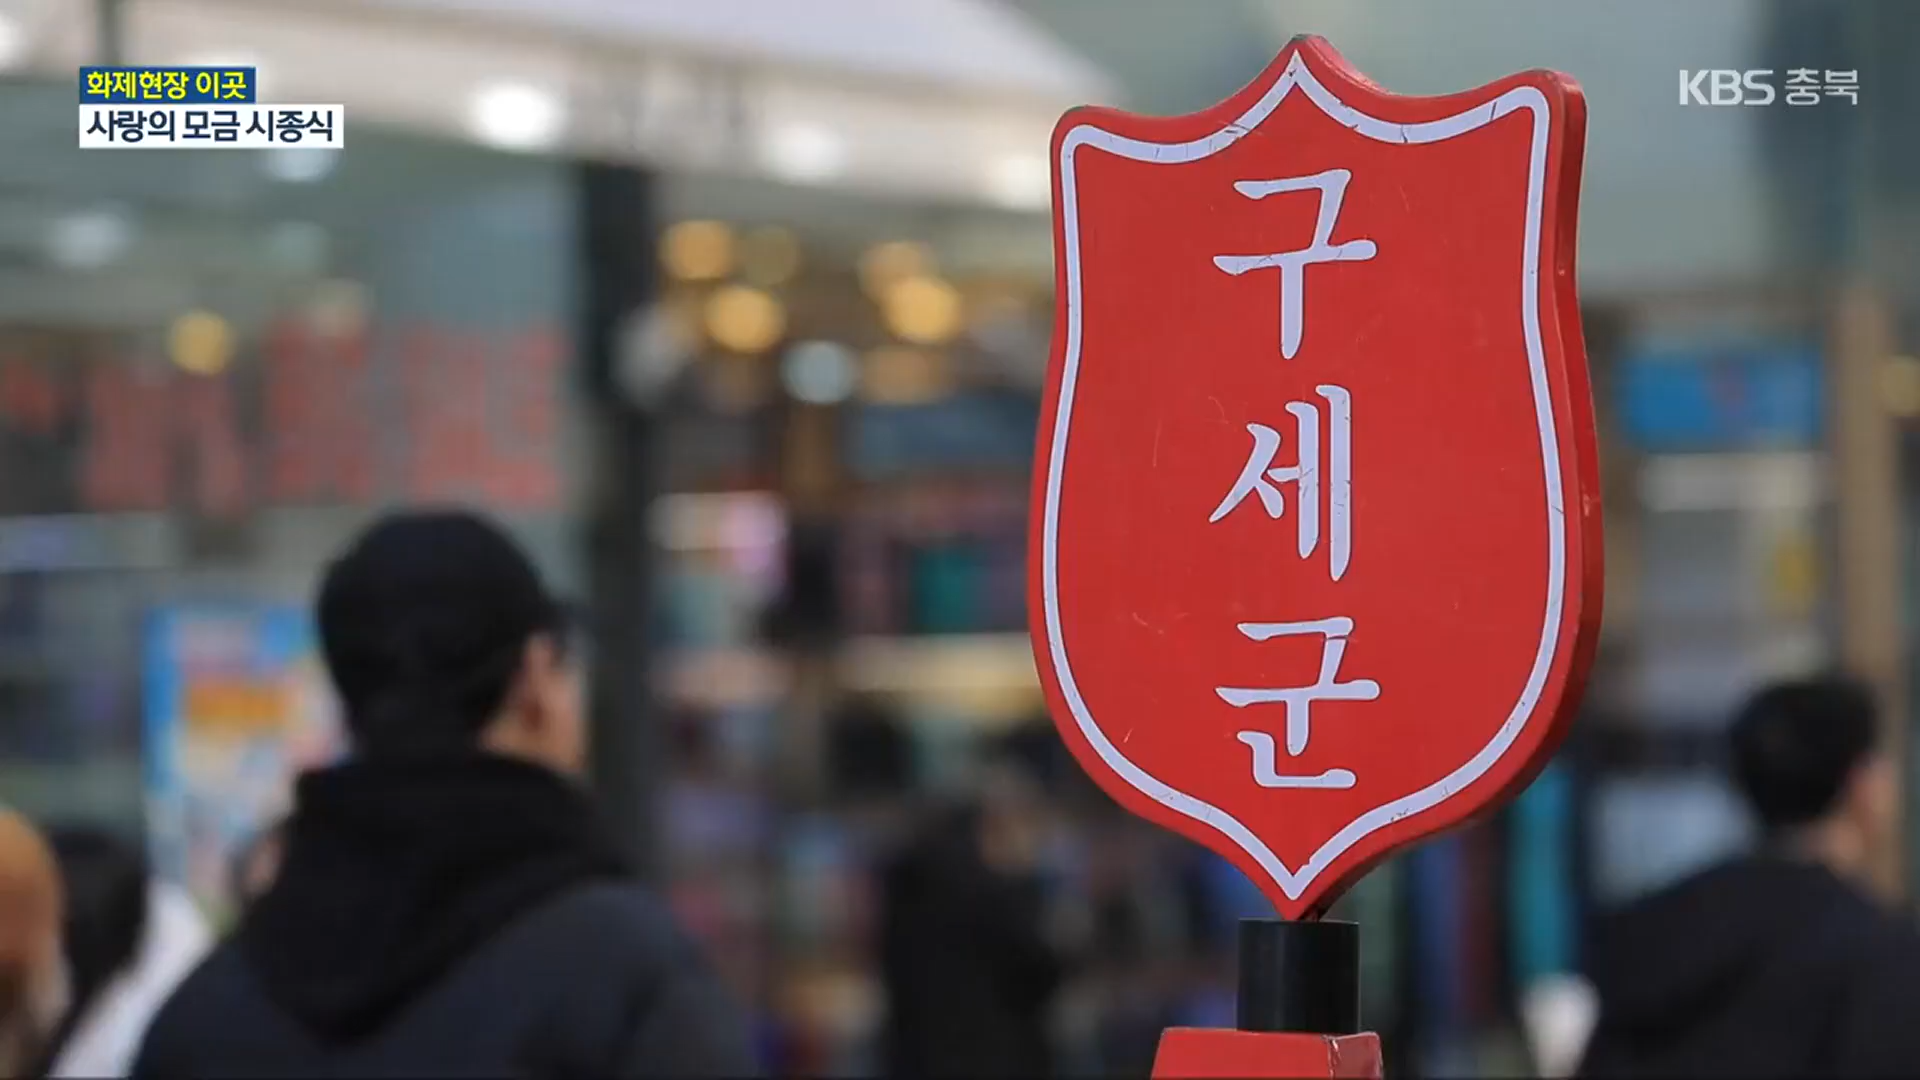 화제현장 이곳
사랑의 모금 시종식
KBS 충북
구
세
군